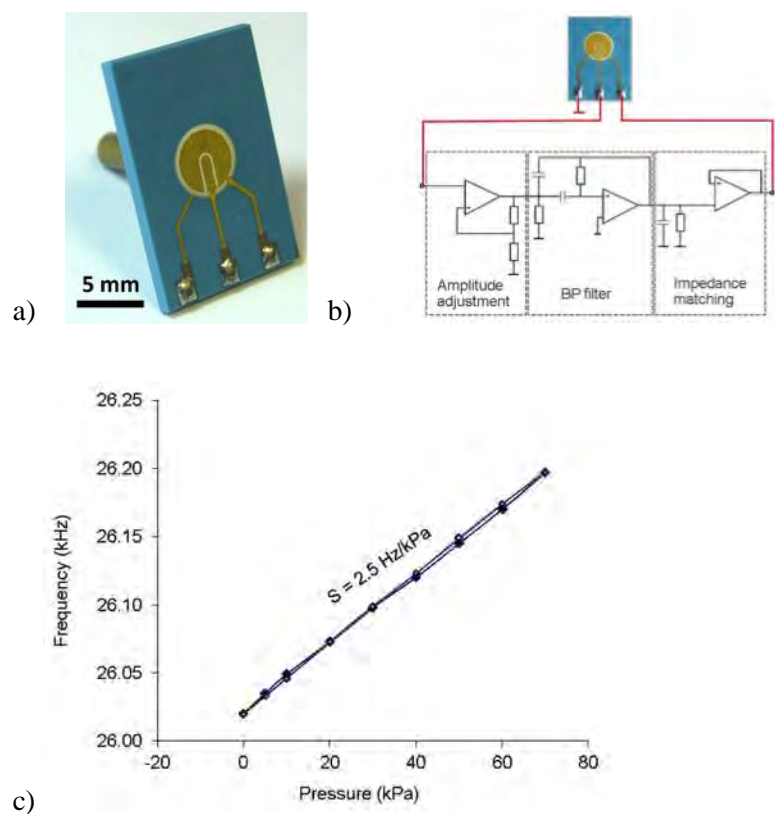 5 mm
a)
b)
Amplitude
adjustment
BP filter
Impedance
matching
26.25
26.20
26.15
26.10
26.05
26.00
Frequency (kHz)
S = 2.5 Hz/kPa
-20
0
20
40
60
80
Pressure (kPa)
c)